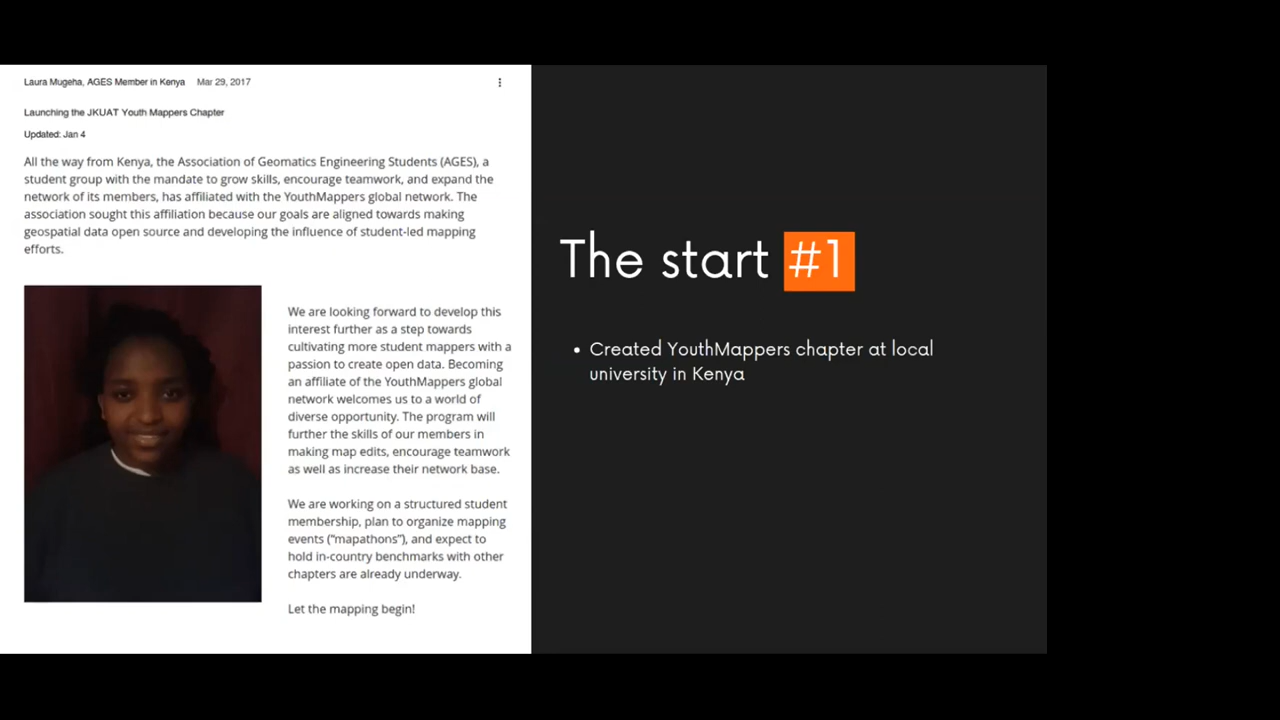 Laura Mugeha, AGES Member in Kenya Mar 29, 2017
Launching the JKUAT Youth Mappers Chapter
Updated: Jan 4
All the way from Kenya, the Association of Geomatics Engineering Students (AGES), a
student group with the mandate to grow skills, encourage teamwork, and expand the
network of its members, has affiliated with the YouthMappers global network. The
association sought this affiliation because our goals are aligned towards making
geospatial data open source and developing the influence of student-led mapping
efforts.
We are looking forward to develop this
interest further as a step towards
cultivating more student mappers with a
passion to create open data. Becoming
an affiliate of the YouthMappers global
network welcomes us to a world of
diverse opportunity. The program will
further the skills of our members in
making map edits, encourage teamwork
as well as increase their network base.
We are working on a structured student
membership, plan to organize mapping
events (“mapathons”), and expect to
hold in-country benchmarks with other
chapters are already underway.
Let the mapping begin!
The start #1
• Created YouthMappers chapter at local
university in Kenya